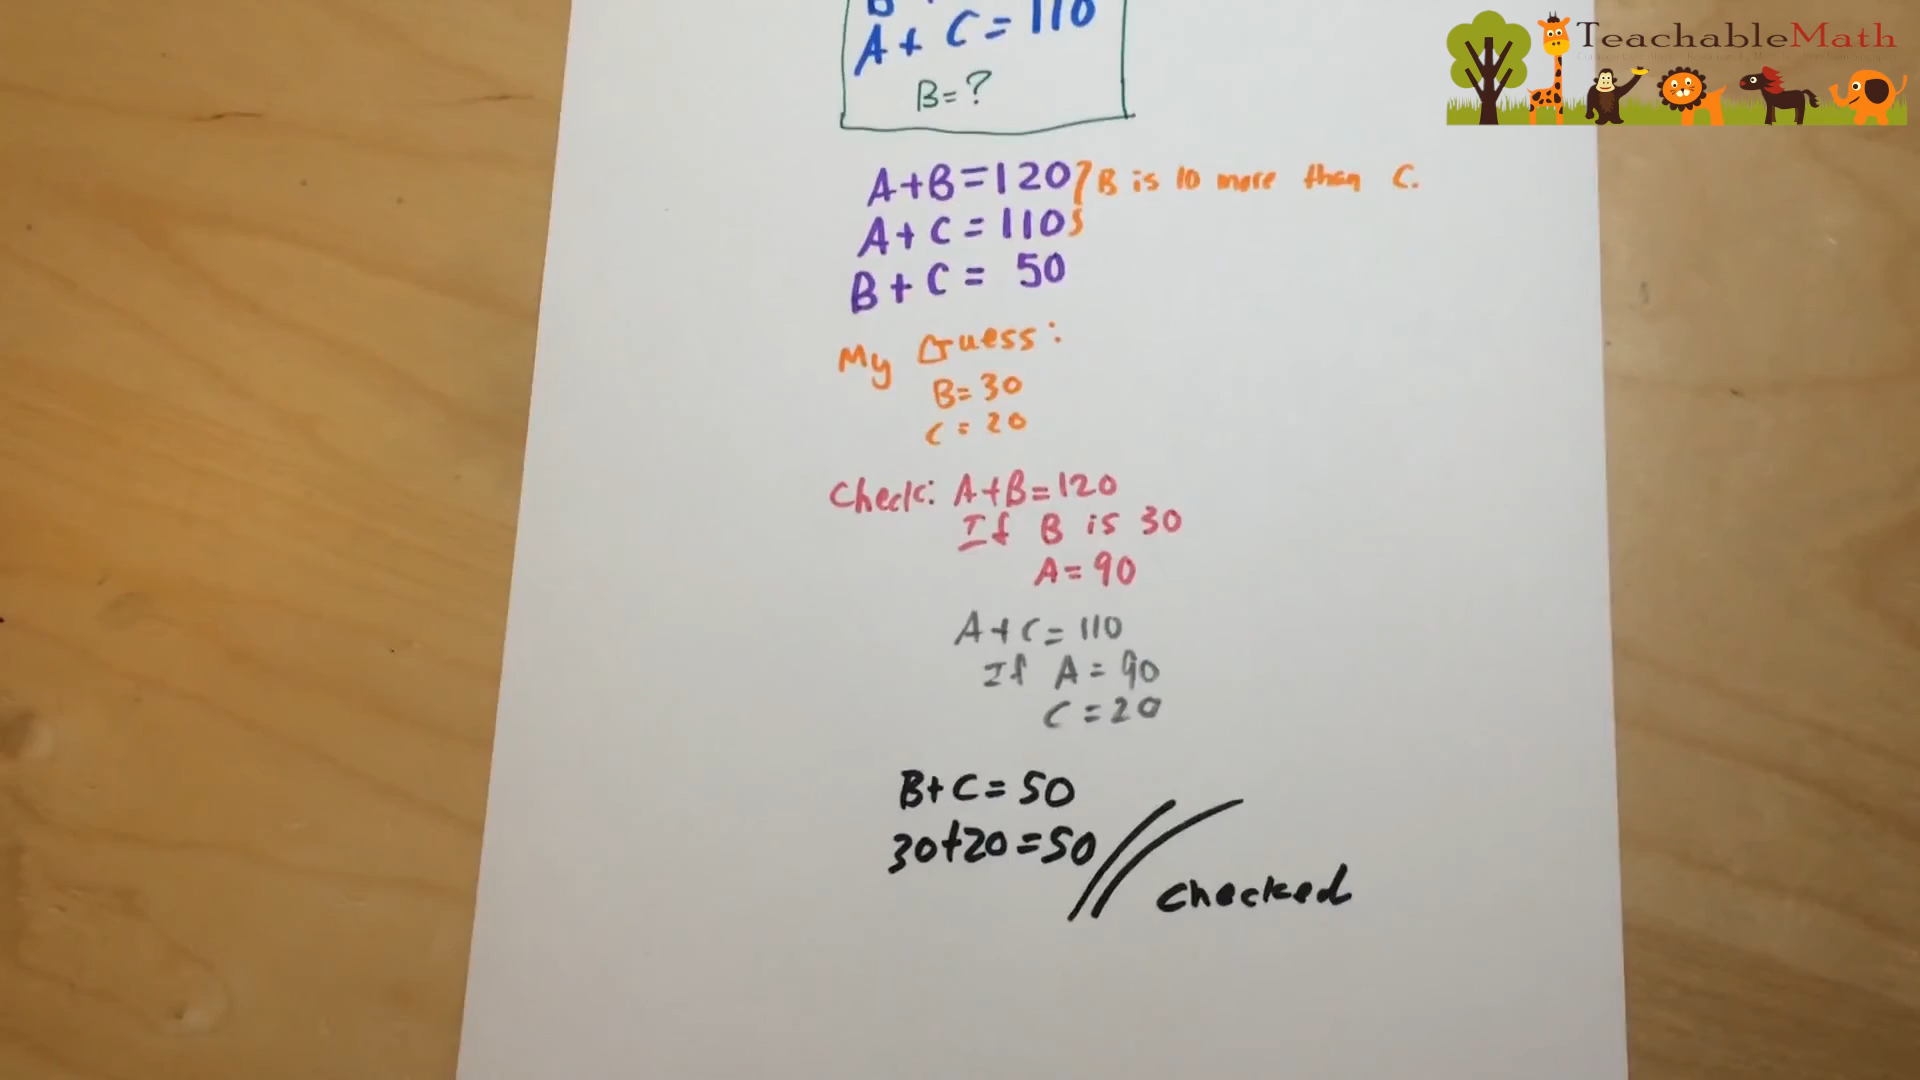 A + C = 110
B = ?
A+B=120 B is 10 more than C.
A+ C = 110
B + C = 50
My Guess:
B= 30
C = 20
Check: A+B=120
If B is 30
A= 90
A+C= 110
If A = 90
C = 20
B+C= 50
30+20=50
checked
TeachableMath